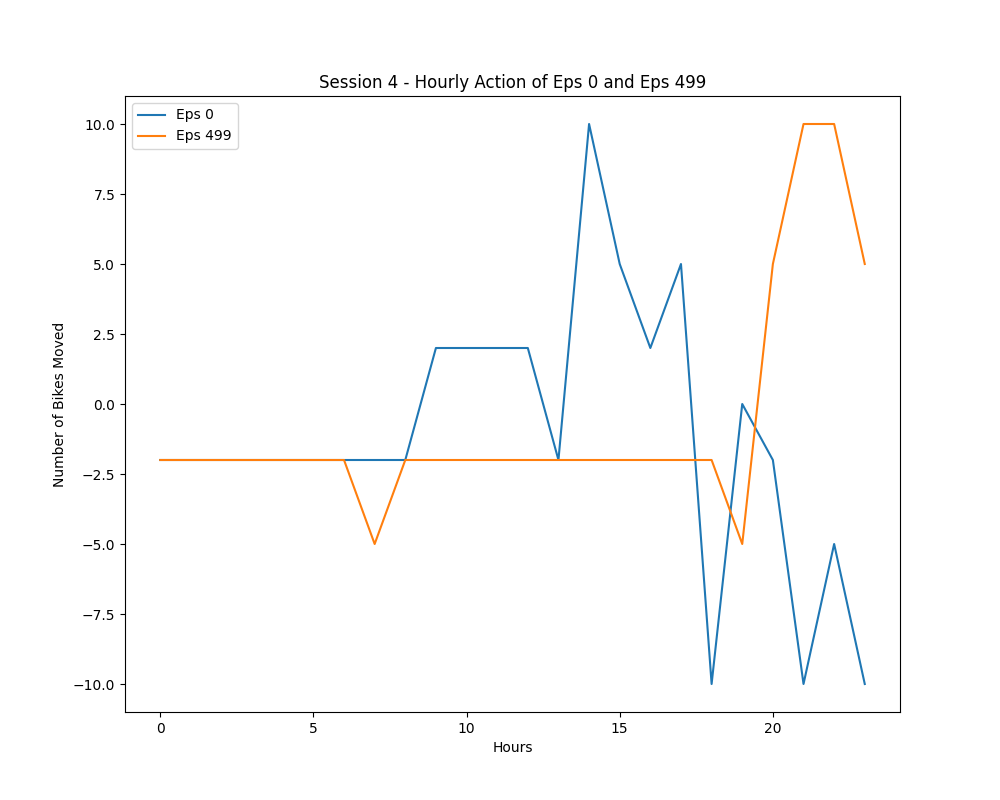 Session 4 - Hourly Action of Eps 0 and Eps 499
Eps 0
Eps 499
Number of Bikes Moved
10.0
7.5
5.0
2.5
0.0
−2.5
−5.0
−7.5
−10.0
0 5 10 15 20
Hours